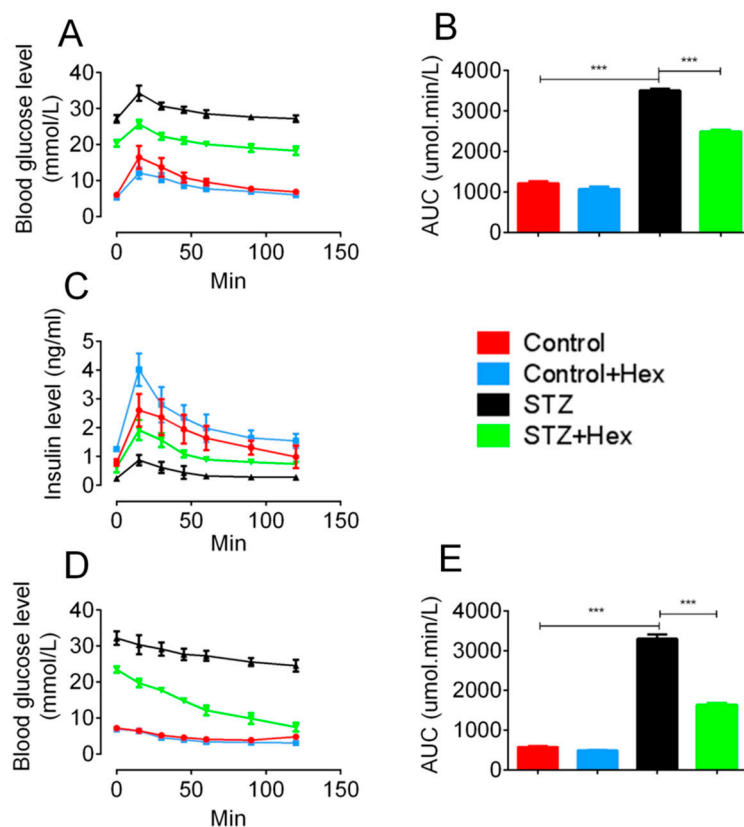 A
Blood glucose level
(mmol/L)
40
30
20
10
0
0
50
100
150
Min
B
AUC (umol.min/L)
4000
3000
2000
1000
0
***
***
C
Insulin level (ng/ml)
5
4
3
2
1
0
0
50
100
150
Min
Control
Control+Hex
STZ
STZ+Hex
D
Blood glucose level
(mmol/L)
40
30
20
10
0
0
50
100
150
Min
E
AUC (umol.min/L)
4000
3000
2000
1000
0
***
***